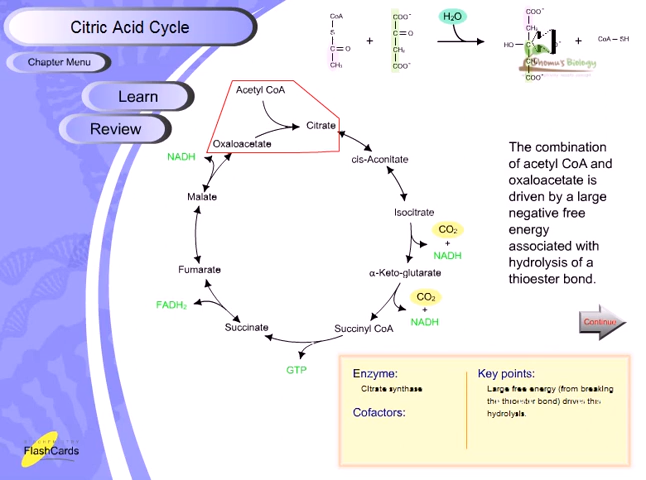 Citric Acid Cycle
Chapter Menu
Learn
Review
CoA
S
C = O
CH₃
+
COO⁻
C = O
CH₂
COO⁻
H₂O
COO⁻
CH₂
HO
COO⁻
+
CoA — SH
Biology
Acetyl CoA
Citrate
Oxaloacetate
NADH
cis-Aconitate
Malate
Isocitrate
CO₂
+
NADH
Fumarate
α-Keto-glutarate
FADH₂
CO₂
+
NADH
Succinate
Succinyl CoA
GTP
The combination
of acetyl CoA and
oxaloacetate is
driven by a large
negative free
energy
associated with
hydrolysis of a
thioester bond.
Continue
Enzyme:
Citrate synthase
Cofactors:
Key points:
Large free energy (from breaking
the thioester bond) drives this
hydrolysis.
FlashCards